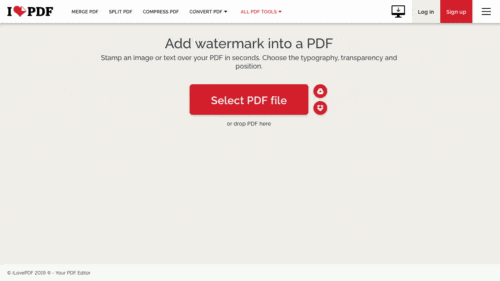 I PDF
MERGE PDF SPLIT PDF COMPRESS PDF CONVERT PDF ALL PDF TOOLS Log in Sign up
Add watermark into a PDF
Stamp an image or text over your PDF in seconds. Choose the typography, transparency and
position.
Select PDF file
or drop PDF here
© iLovePDF 2019 ® - Your PDF Editor